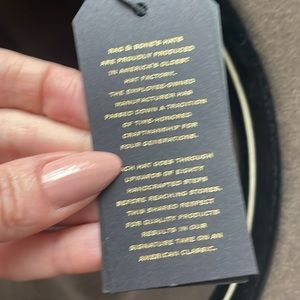 RAG & BONE'S HATS
ARE PROUDLY PRODUCED
IN AMERICA'S OLDEST
HAT FACTORY.
THE EMPLOYEE-OWNED
MANUFACTURER HAS
PASSED DOWN A TRADITION
OF TIME-HONORED
CRAFTSMANSHIP FOR
FOUR GENERATIONS.
EACH HAT GOES THROUGH
UPWARDS OF EIGHTY
HANDCRAFTED STEPS
BEFORE REACHING STORES.
THIS SHARED RESPECT
FOR QUALITY PRODUCTS
RESULTS IN OUR
SIGNATURE TAKE ON AN
AMERICAN CLASSIC.